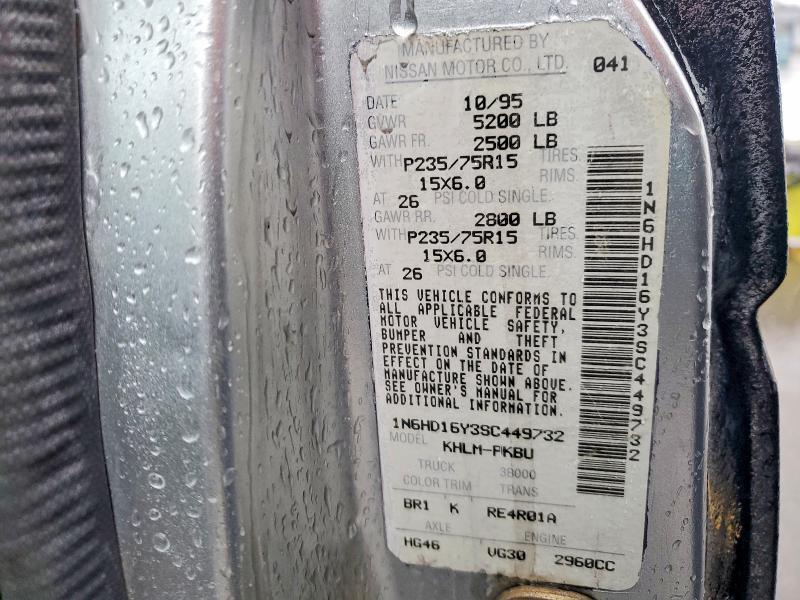 MANUFACTURED BY
NISSAN MOTOR CO., LTD. 041
DATE 10/95
GVWR 5200 LB
GAWR FR. 2500 LB
WITH P235/75R15 TIRES.
15X6.0 RIMS.
AT 26 PSI COLD SINGLE.
GAWR RR. 2800 LB
WITH P235/75R15 TIRES.
15X6.0 RIMS.
AT 26 PSI COLD SINGLE.
THIS VEHICLE CONFORMS TO
ALL APPLICABLE FEDERAL
MOTOR VEHICLE SAFETY,
BUMPER AND THEFT
PREVENTION STANDARDS IN
EFFECT ON THE DATE OF
MANUFACTURE SHOWN ABOVE.
SEE OWNER'S MANUAL FOR
ADDITIONAL INFORMATION.
1N6HD16Y3SC449732
MODEL KHLM-PKBU
TRUCK 38000
COLOR TRIM TRANS
BR1 K RE4R01A
AXLE ENGINE
HG46 VG30 2960CC
1N6HD16Y3SC449732